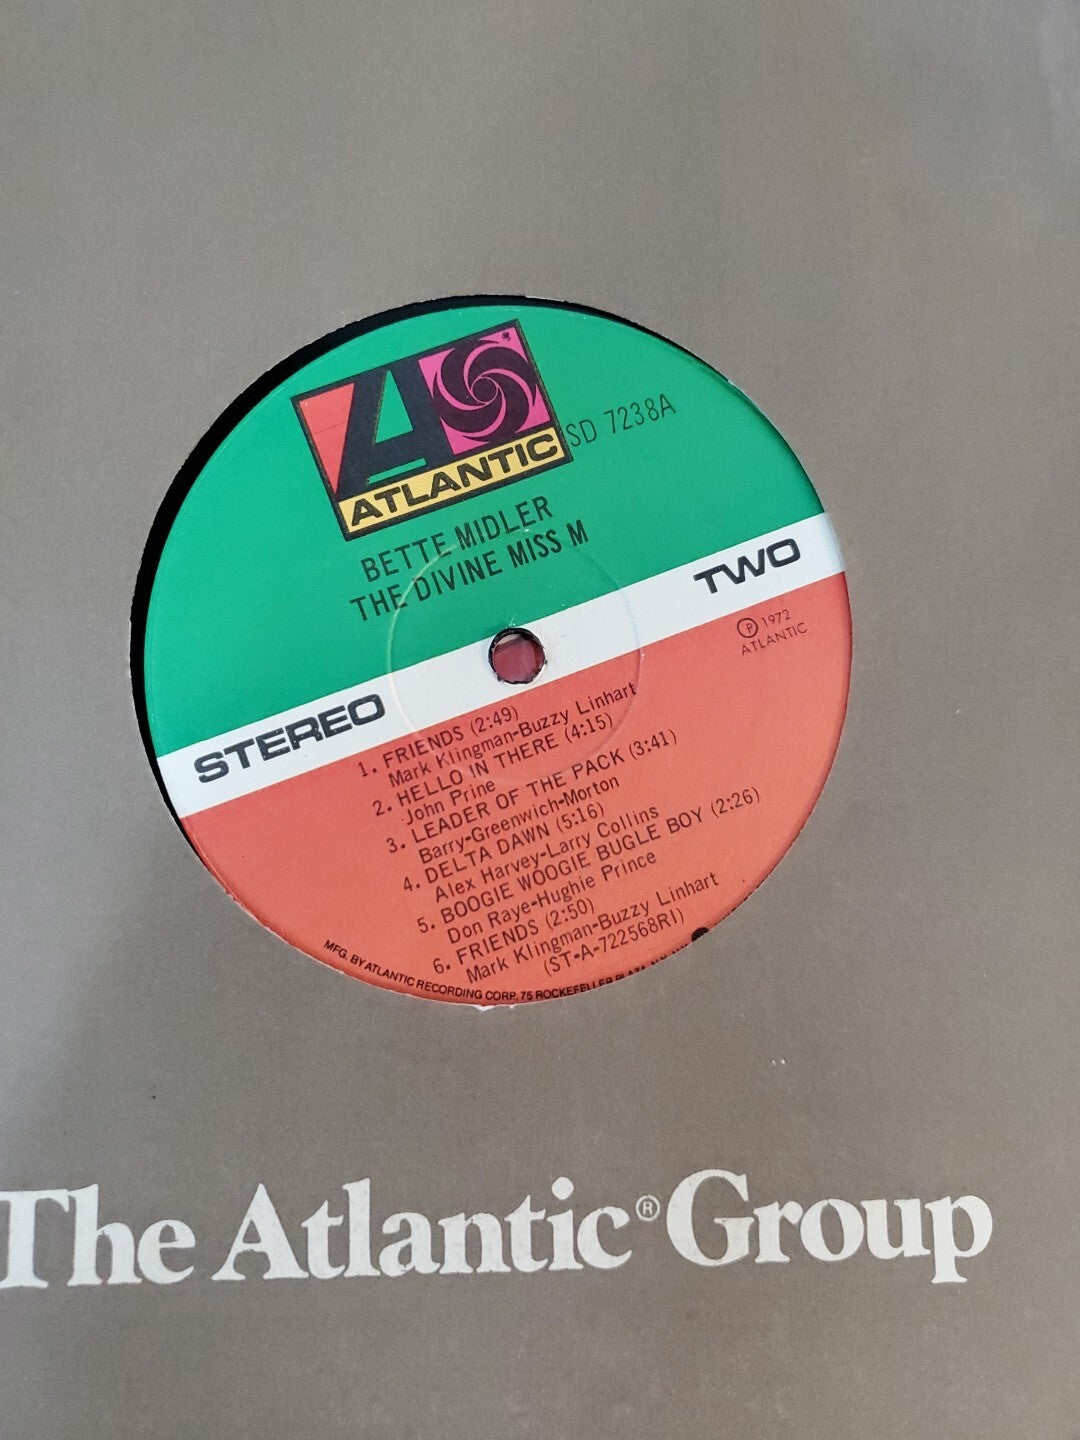 ATLANTIC
®
SD 7238A
BETTE MIDLER
THE DIVINE MISS M
STEREO
TWO
Ⓟ 1972
ATLANTIC
1. FRIENDS (2:49)
Mark Klingman-Buzzy Linhart
2. HELLO IN THERE (4:15)
John Prine
3. LEADER OF THE PACK (3:41)
Barry-Greenwich-Morton
4. DELTA DAWN (5:16)
Alex Harvey-Larry Collins
5. BOOGIE WOOGIE BUGLE BOY (2:26)
Don Raye-Hughie Prince
6. FRIENDS (2:50)
Mark Klingman-Buzzy Linhart
(ST-A-722568RI)
MFG. BY ATLANTIC RECORDING CORP., 75 ROCKEFELLER PLAZA
The Atlantic® Group